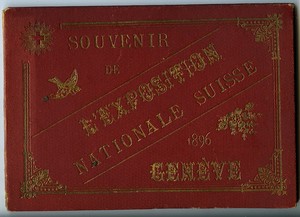 SOUVENIR
DE
L'EXPOSITION
NATIONALE SUISSE
1896
GENÈVE